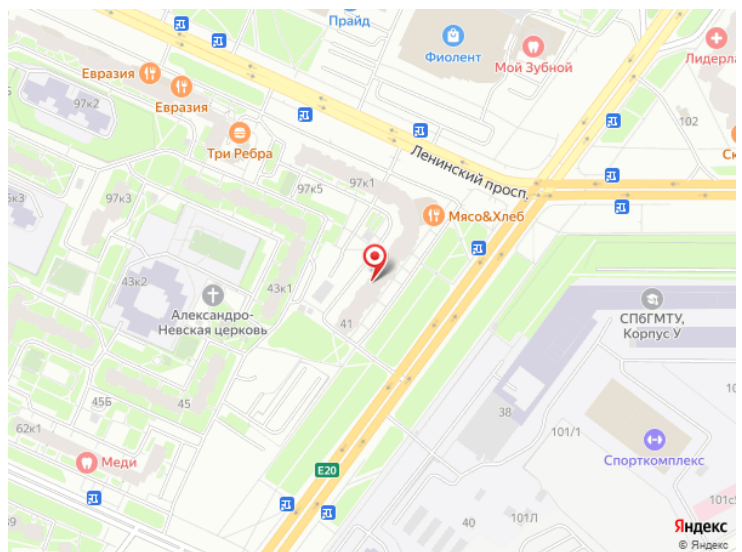 Прайд
Фиолент
Мой Зубной
Лидерла
Евразия
97к2
Евразия
102
Три Ребра
Ск
Ленинский просп.
97к5
97к1
97к3
Мясо&Хлеб
43к2
43к1
Александро-
Невская церковь
СПбГМТУ,
Корпус У
41
45Б
45
38
62к1
101/1
Меди
Спорткомплекс
E20
101с5
40
101Л
Яндекс
© Яндекс